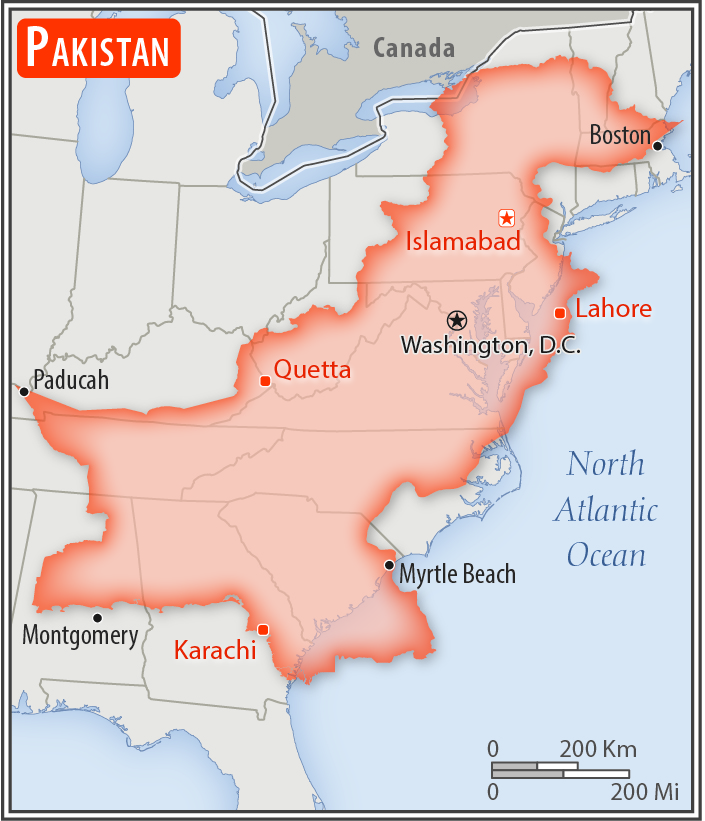 PAKISTAN
Canada
Boston
Islamabad
Lahore
Washington, D.C.
Quetta
Paducah
North
Atlantic
Ocean
Myrtle Beach
Montgomery
Karachi
0 200 Km
0 200 Mi